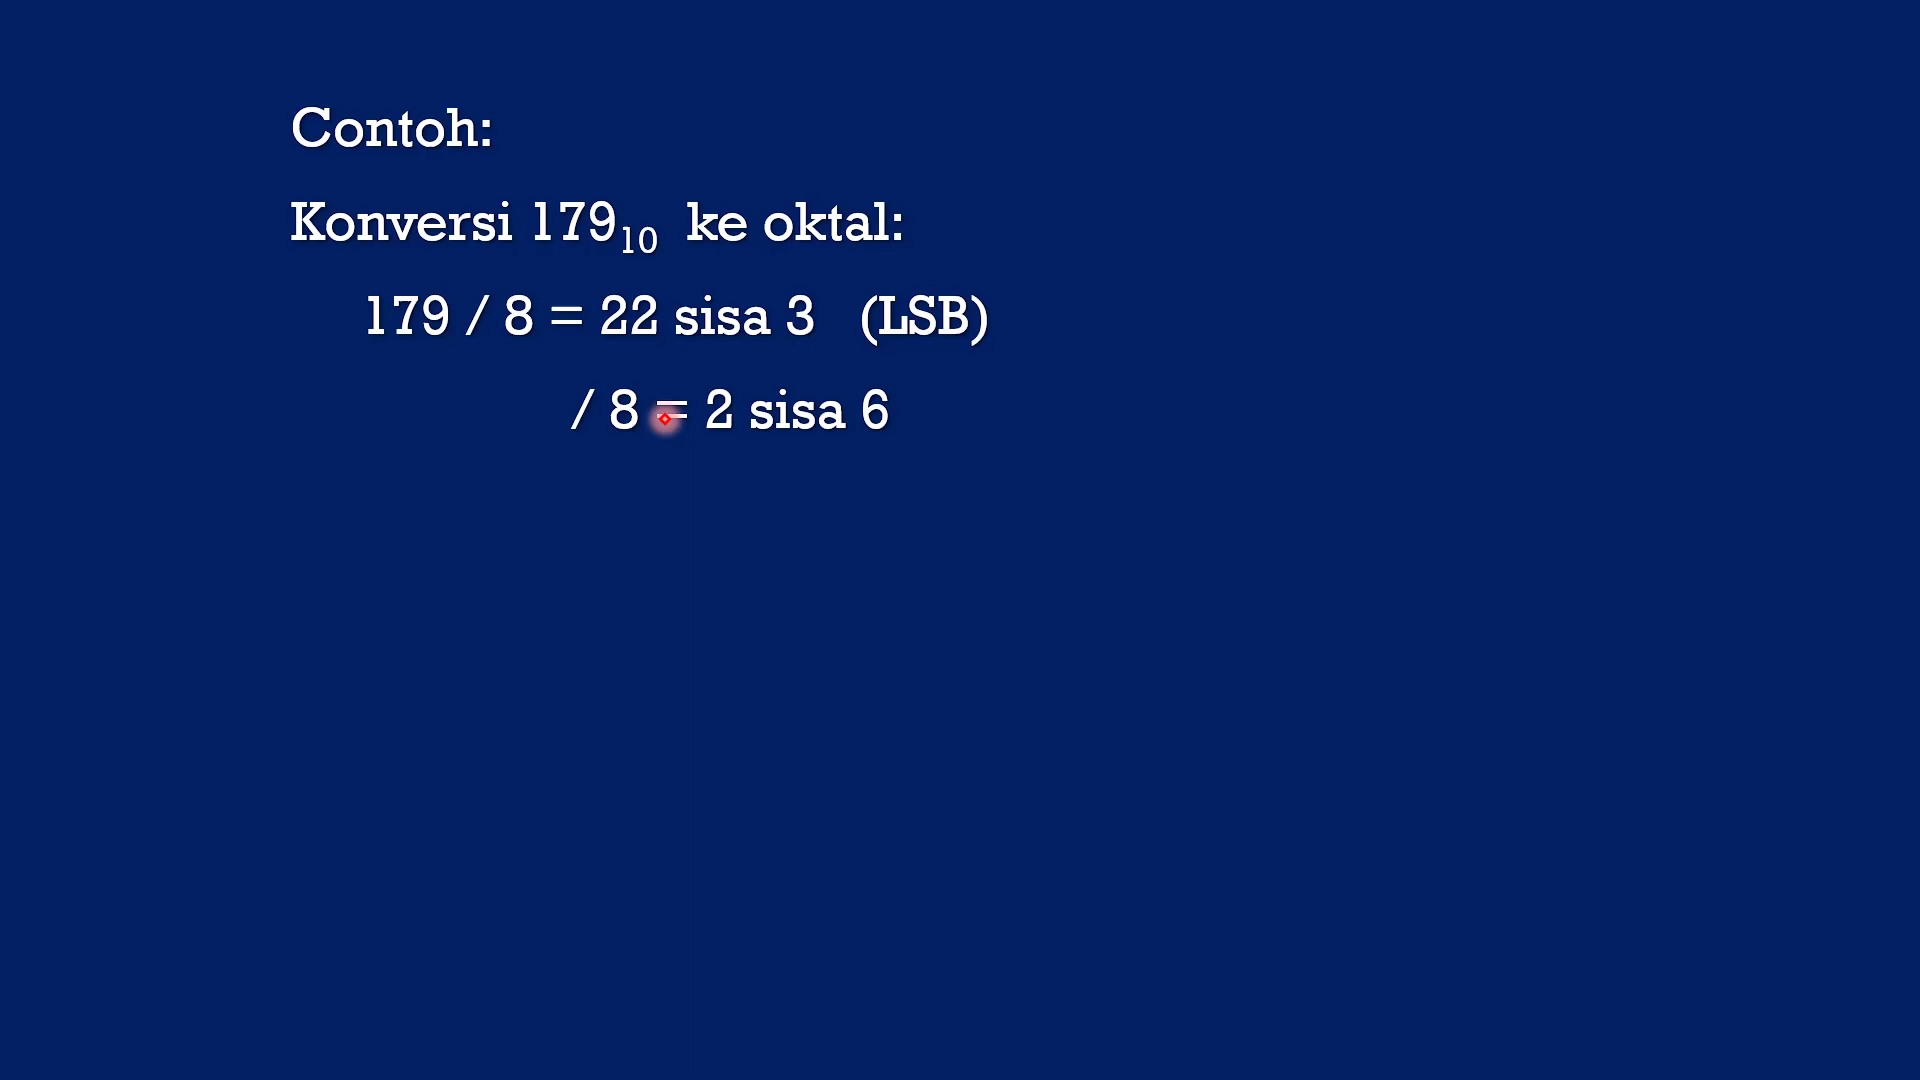 Contoh:
Konversi 179₁₀ ke oktal:
179 / 8 = 22 sisa 3 (LSB)
/ 8 = 2 sisa 6